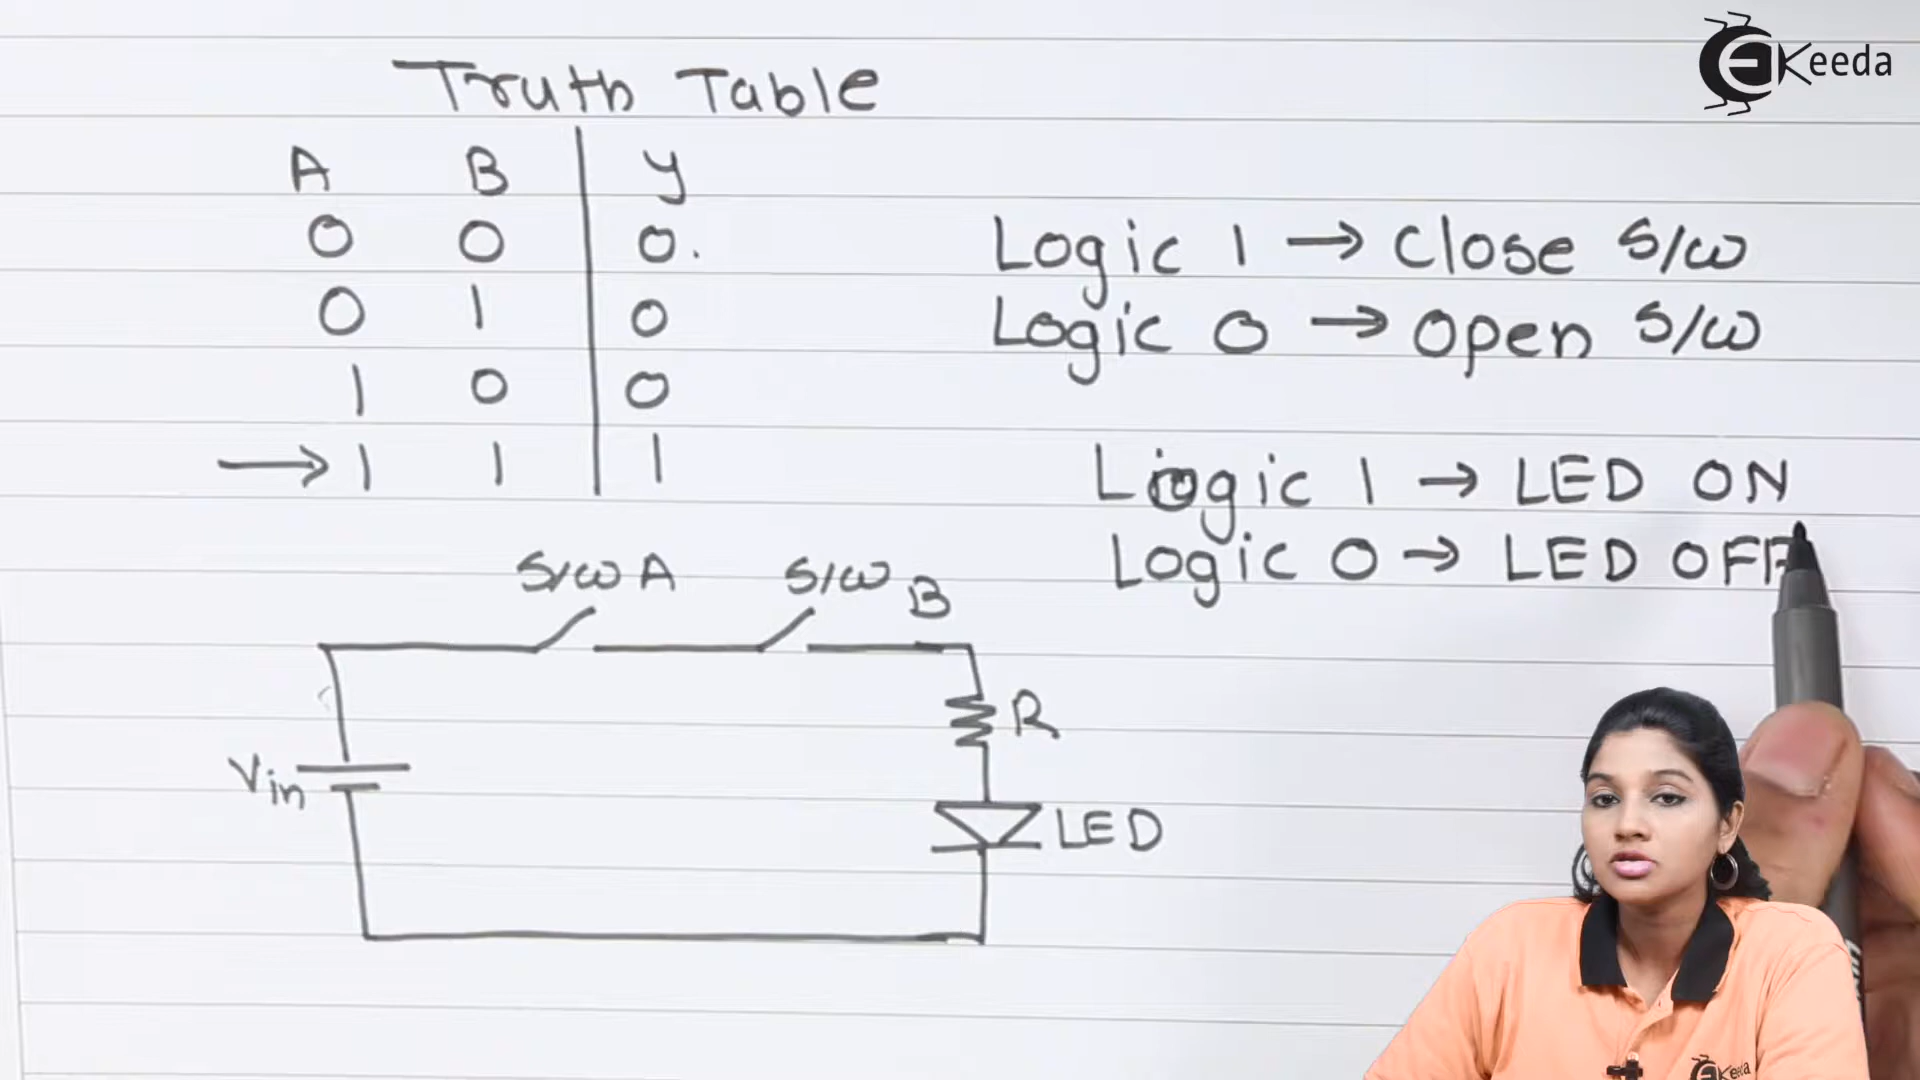 EKeeda
Truth Table
A B Y
0 0 0.
0 1 0
1 0 0
→ 1 1 1
Logic 1 → Close S/W
Logic 0 → Open S/W
Logic 1 → LED ON
Logic 0 → LED OFF
S/W A S/W B
R
Vin
LED
EKeeda